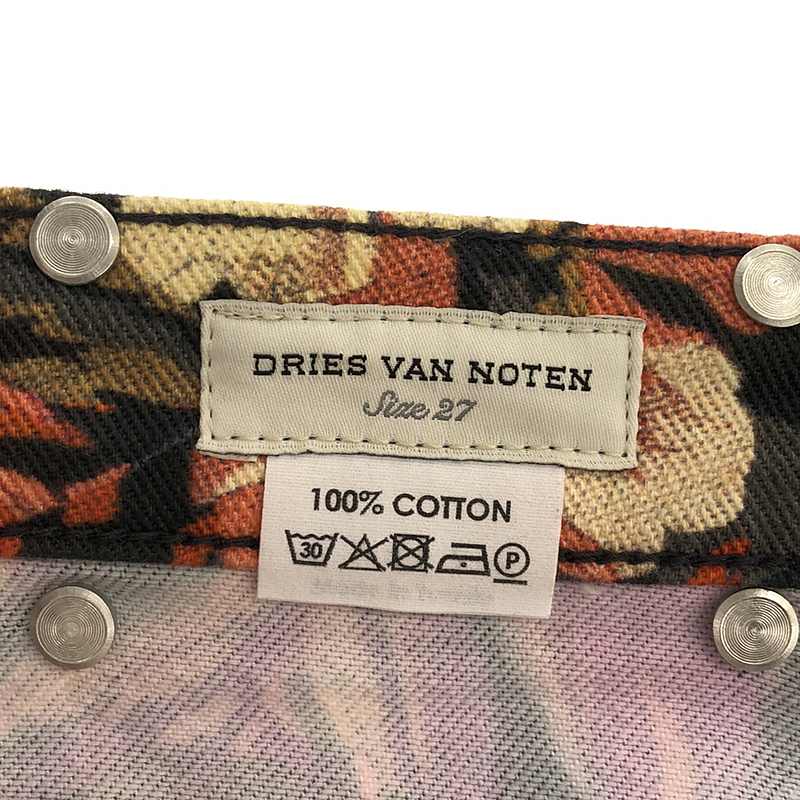 DRIES VAN NOTEN
Size 27
100% COTTON
30 P